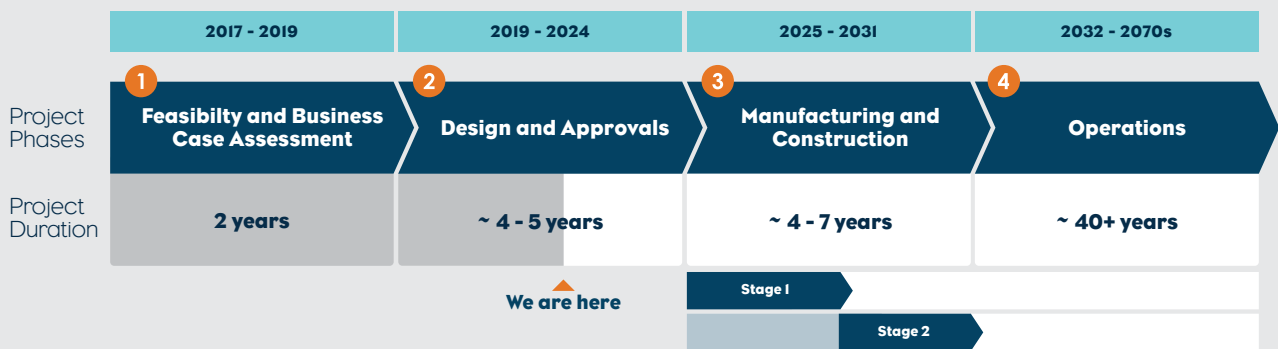 2017 - 2019
2019 - 2024
2025 - 2031
2032 - 2070s
Project
Phases
1
Feasibilty and Business
Case Assessment
2
Design and Approvals
3
Manufacturing and
Construction
4
Operations
Project
Duration
2 years
~ 4 - 5 years
~ 4 - 7 years
~ 40+ years
We are here
Stage 1
Stage 2